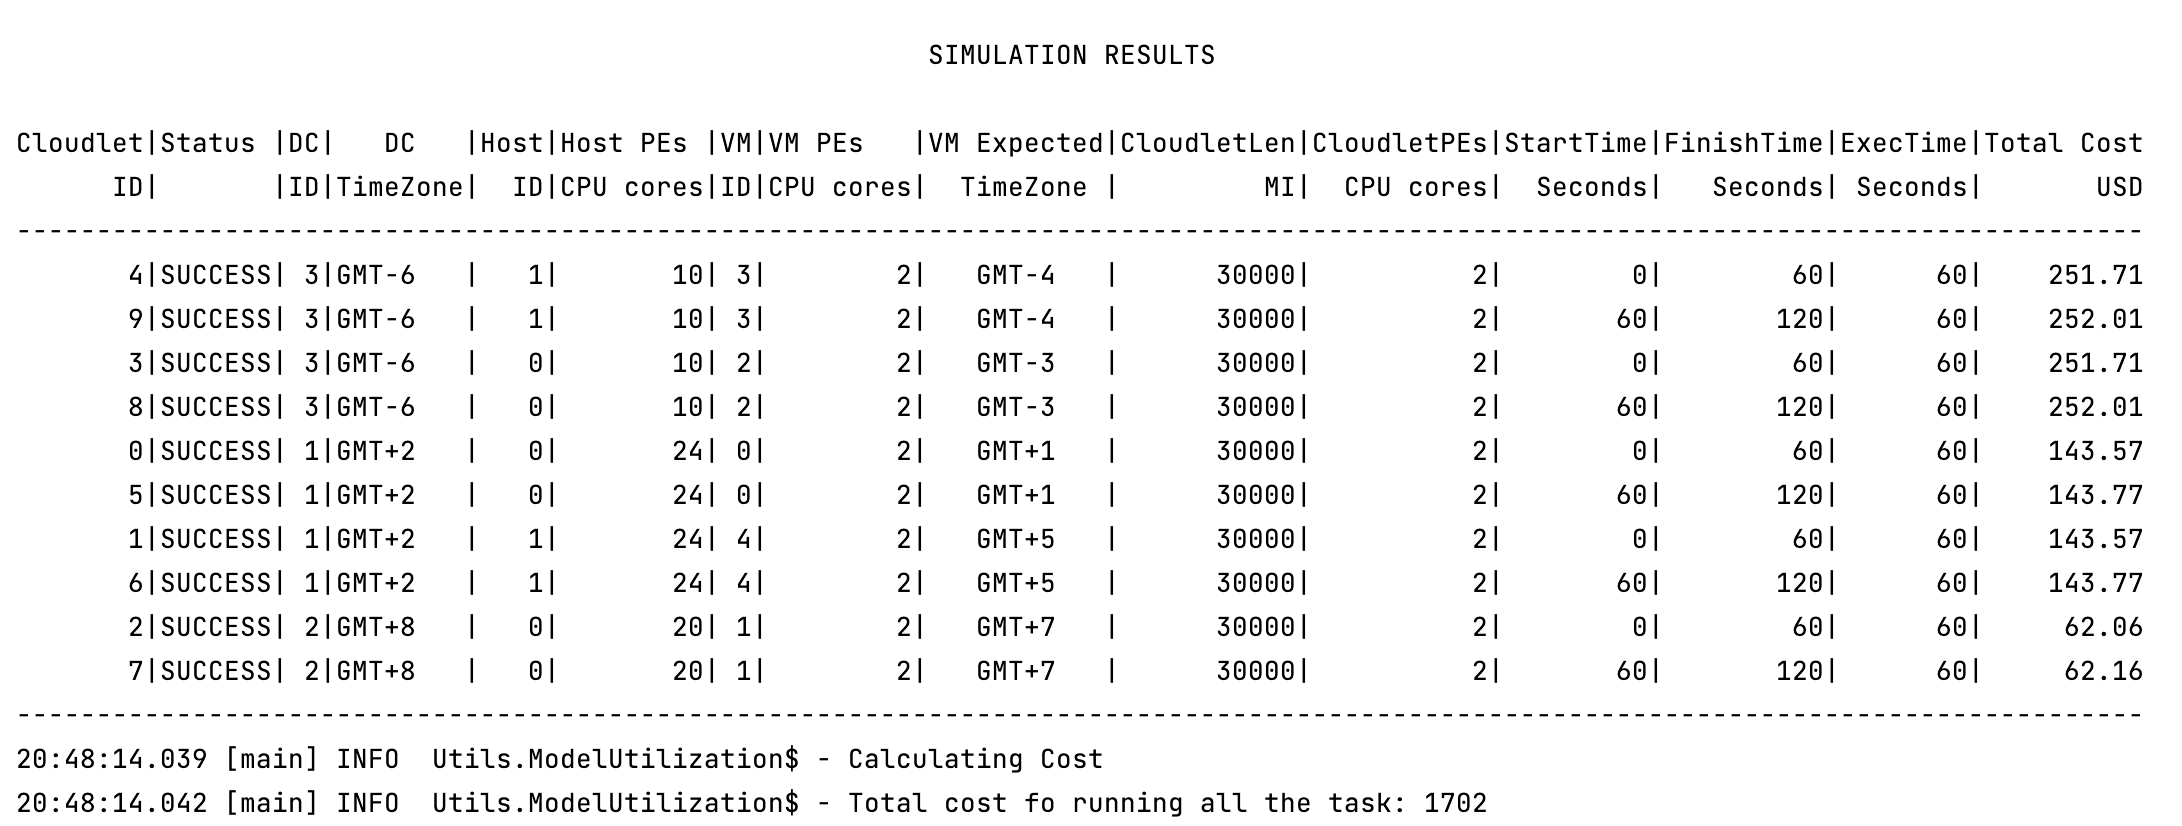 SIMULATION RESULTS
Cloudlet|Status |DC|   DC   |Host|Host PEs |VM|VM PEs   |VM Expected|CloudletLen|CloudletPEs|StartTime|FinishTime|ExecTime|Total Cost
      ID|       |ID|TimeZone|  ID|CPU cores|ID|CPU cores|  TimeZone |         MI|  CPU cores|  Seconds|   Seconds| Seconds|       USD
------------------------------------------------------------------------------------------------------------------------------------
       4|SUCCESS| 3|GMT-6   |   1|       10| 3|        2|   GMT-4   |      30000|          2|        0|        60|      60|    251.71
       9|SUCCESS| 3|GMT-6   |   1|       10| 3|        2|   GMT-4   |      30000|          2|       60|       120|      60|    252.01
       3|SUCCESS| 3|GMT-6   |   0|       10| 2|        2|   GMT-3   |      30000|          2|        0|        60|      60|    251.71
       8|SUCCESS| 3|GMT-6   |   0|       10| 2|        2|   GMT-3   |      30000|          2|       60|       120|      60|    252.01
       0|SUCCESS| 1|GMT+2   |   0|       24| 0|        2|   GMT+1   |      30000|          2|        0|        60|      60|    143.57
       5|SUCCESS| 1|GMT+2   |   0|       24| 0|        2|   GMT+1   |      30000|          2|       60|       120|      60|    143.77
       1|SUCCESS| 1|GMT+2   |   1|       24| 4|        2|   GMT+5   |      30000|          2|        0|        60|      60|    143.57
       6|SUCCESS| 1|GMT+2   |   1|       24| 4|        2|   GMT+5   |      30000|          2|       60|       120|      60|    143.77
       2|SUCCESS| 2|GMT+8   |   0|       20| 1|        2|   GMT+7   |      30000|          2|        0|        60|      60|     62.06
       7|SUCCESS| 2|GMT+8   |   0|       20| 1|        2|   GMT+7   |      30000|          2|       60|       120|      60|     62.16
------------------------------------------------------------------------------------------------------------------------------------
20:48:14.039 [main] INFO  Utils.ModelUtilization$ - Calculating Cost
20:48:14.042 [main] INFO  Utils.ModelUtilization$ - Total cost fo running all the task: 1702